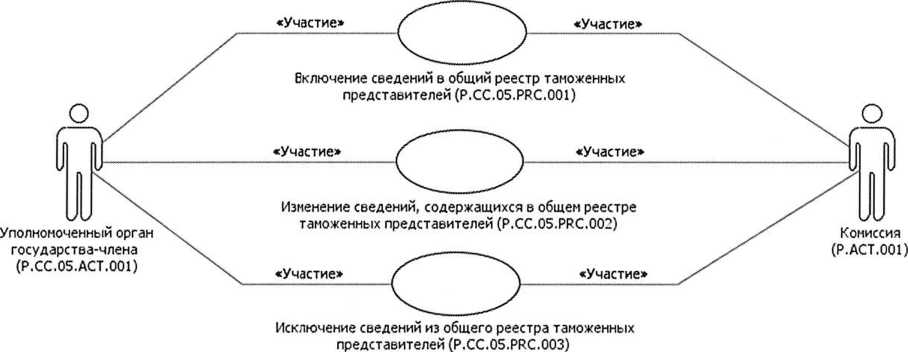 «Участие» «Участие»
Включение сведений в общий реестр таможенных
представителей (P.CC.05.PRC.001)
«Участие» «Участие»
Изменение сведений, содержащихся в общем реестре
таможенных представителей (P.CC.05.PRC.002)
Уполномоченный орган
государства-члена
(P.CC.05.ACT.001)
Комиссия
(P.ACT.001)
«Участие» «Участие»
Исключение сведений из общего реестра таможенных
представителей (P.CC.05.PRC.003)